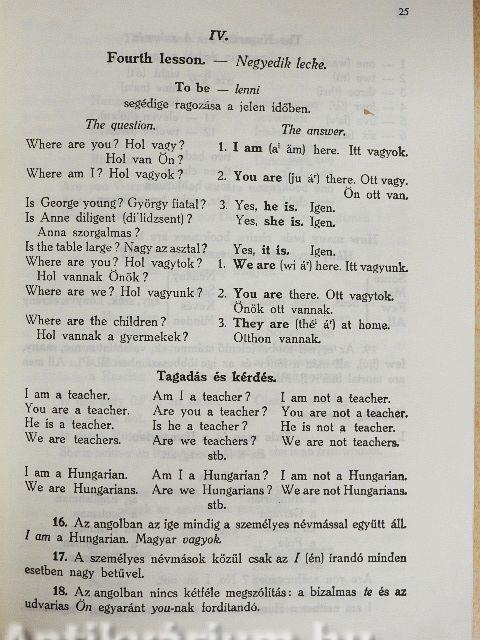 25
IV.
Fourth lesson. — Negyedik lecke.
To be — lenni
segédige ragozása a jelen időben.
The question. The answer.
Where are you? Hol vagy? 1. I am (aⁱ äm) here. Itt vagyok.
Hol van Ön?
Where am I? Hol vagyok? 2. You are (ju áʳ) there. Ott vagy.
Ön ott van.
Is George young? György fiatal? 3. Yes, he is. Igen.
Is Anne diligent (di'lidzsent)? Yes, she is. Igen.
Anna szorgalmas?
Is the table large? Nagy az asztal? Yes, it is. Igen.
Where are you? Hol vagytok? 1. We are (wi áʳ) here. Itt vagyunk.
Hol vannak Önök?
Where are we? Hol vagyunk? 2. You are there. Ott vagytok.
Önök ott vannak.
Where are the children? 3. They are (théⁱ áʳ) at home.
Hol vannak a gyermekek? Otthon vannak.
Tagadás és kérdés.
I am a teacher. Am I a teacher? I am not a teacher.
You are a teacher. Are you a teacher? You are not a teacher.
He is a teacher. Is he a teacher? He is not a teacher.
We are teachers. Are we teachers? We are not teachers.
stb.
I am a Hungarian. Am I a Hungarian? I am not a Hungarian.
We are Hungarians. Are we Hungarians? We are not Hungarians.
stb.
16. Az angolban az ige mindig a személyes névmással együtt áll.
I am a Hungarian. Magyar vagyok.
17. A személyes névmások közül csak az I (én) írandó minden
esetben nagy betűvel.
18. Az angolban nincs kétféle megszólítás: a bizalmas te és az
udvarias Ön egyaránt you-nak fordítandó.
Antikvarium.hu